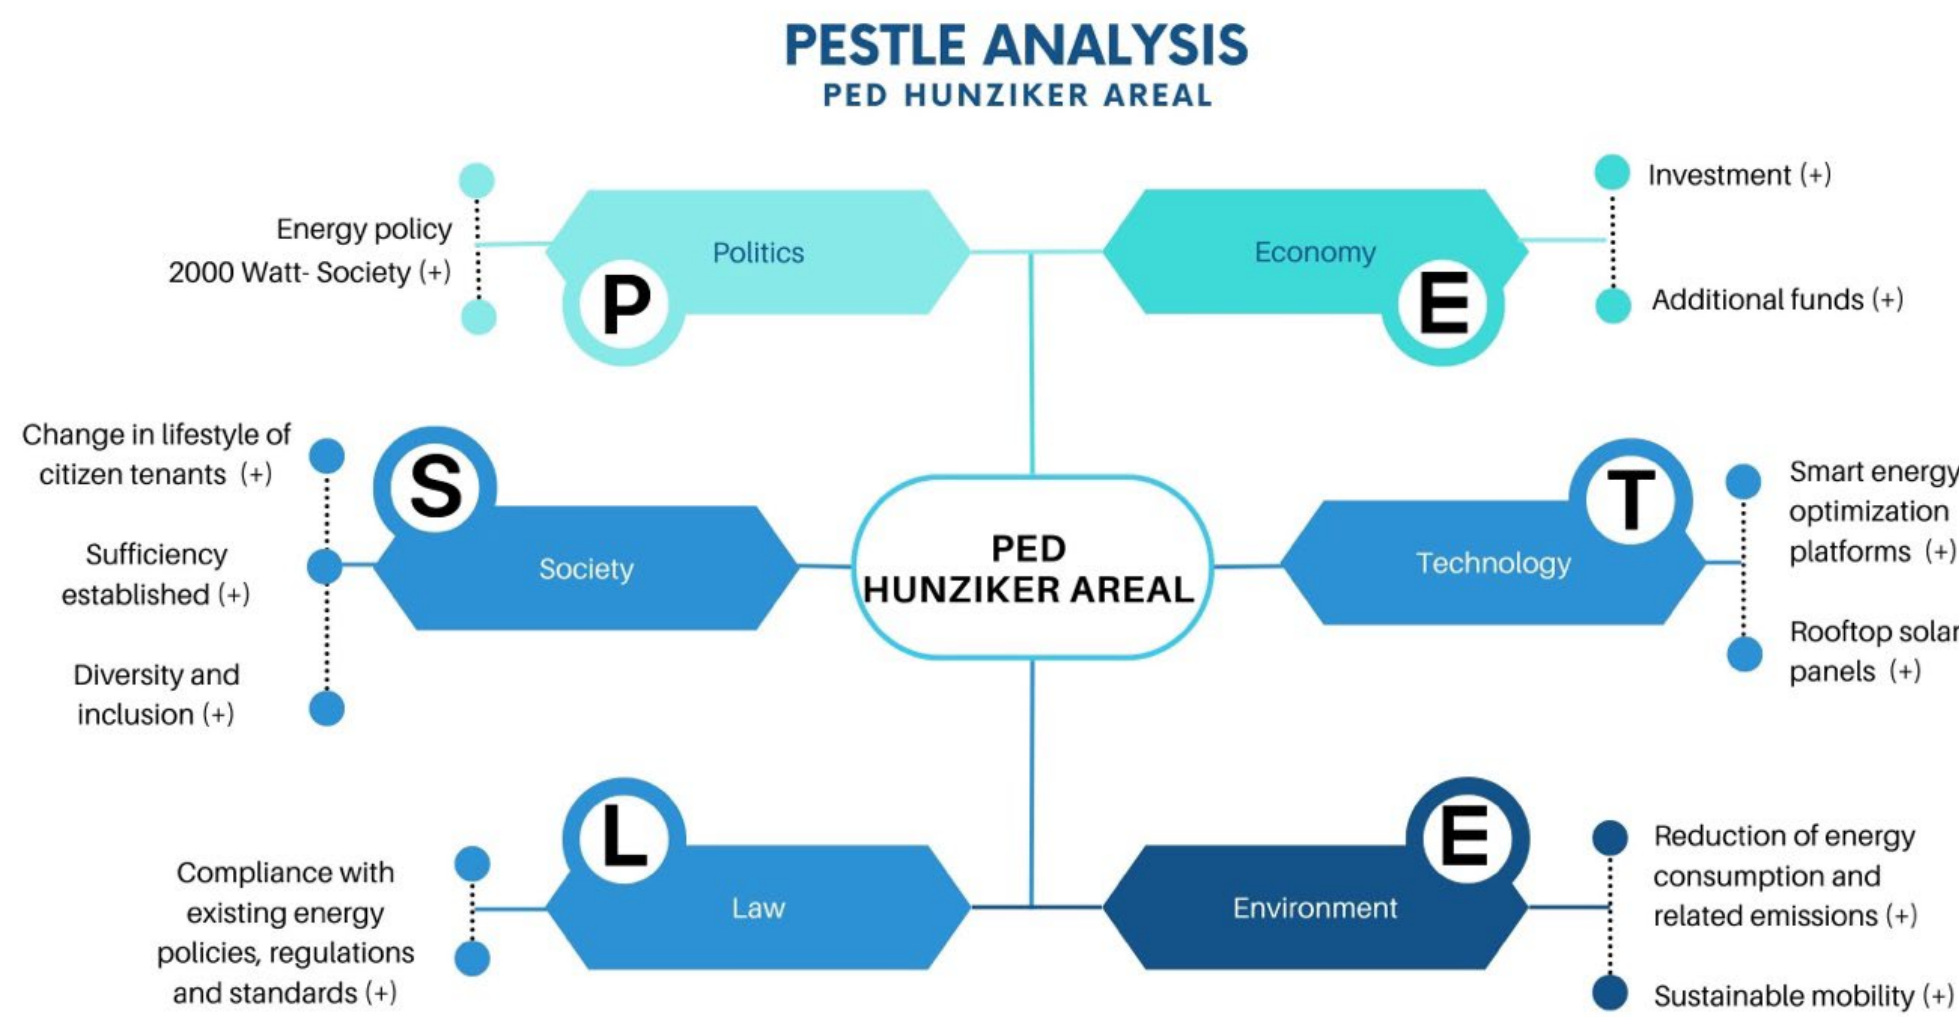 PESTLE ANALYSIS
PED HUNZIKER AREAL
Energy policy
2000 Watt- Society (+)
Politics
P
Economy
E
Investment (+)
Additional funds (+)
Change in lifestyle of
citizen tenants (+)
Sufficiency
established (+)
Diversity and
inclusion (+)
S
Society
PED
HUNZIKER AREAL
Technology
T
Smart energy
optimization
platforms (+)
Rooftop solar
panels (+)
Compliance with
existing energy
policies, regulations
and standards (+)
L
Law
Environment
E
Reduction of energy
consumption and
related emissions (+)
Sustainable mobility (+)